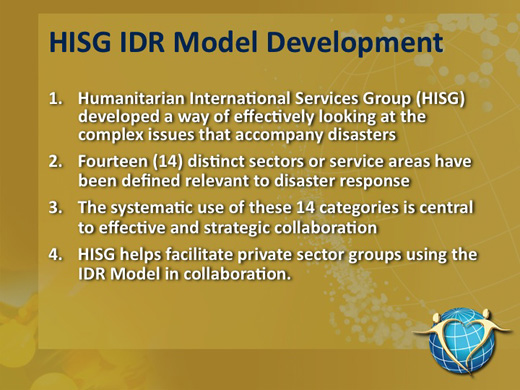 HISG IDR Model Development
1. Humanitarian International Services Group (HISG)
developed a way of effectively looking at the
complex issues that accompany disasters
2. Fourteen (14) distinct sectors or service areas have
been defined relevant to disaster response
3. The systematic use of these 14 categories is central
to effective and strategic collaboration
4. HISG helps facilitate private sector groups using the
IDR Model in collaboration.